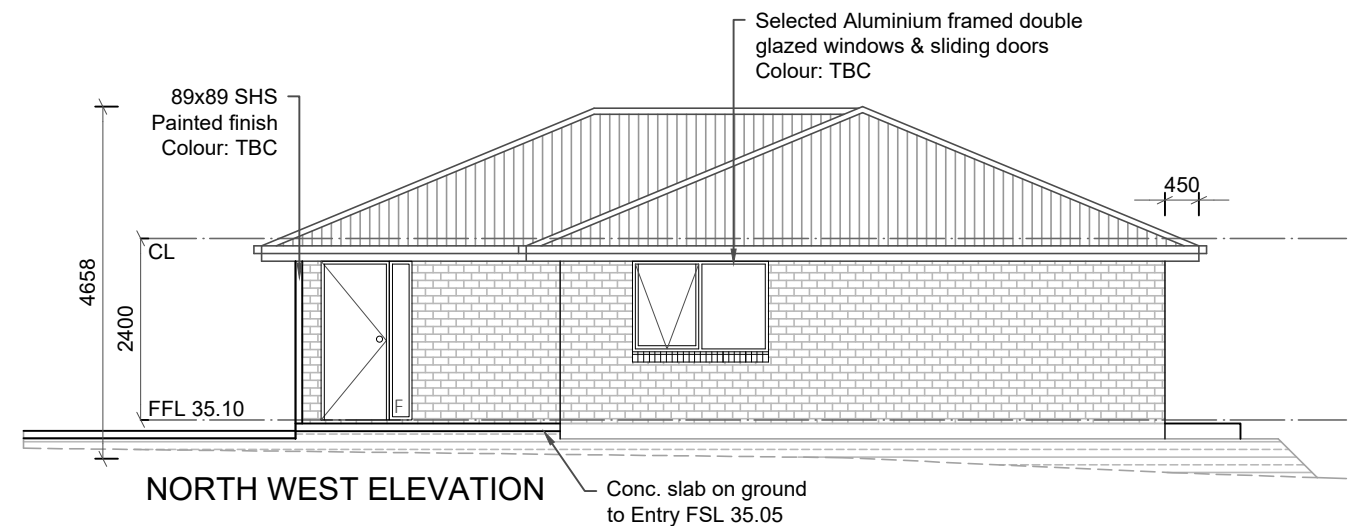 Selected Aluminium framed double
glazed windows & sliding doors
Colour: TBC
89x89 SHS
Painted finish
Colour: TBC
450
CL
4658
2400
FFL 35.10
F
NORTH WEST ELEVATION
Conc. slab on ground
to Entry FSL 35.05